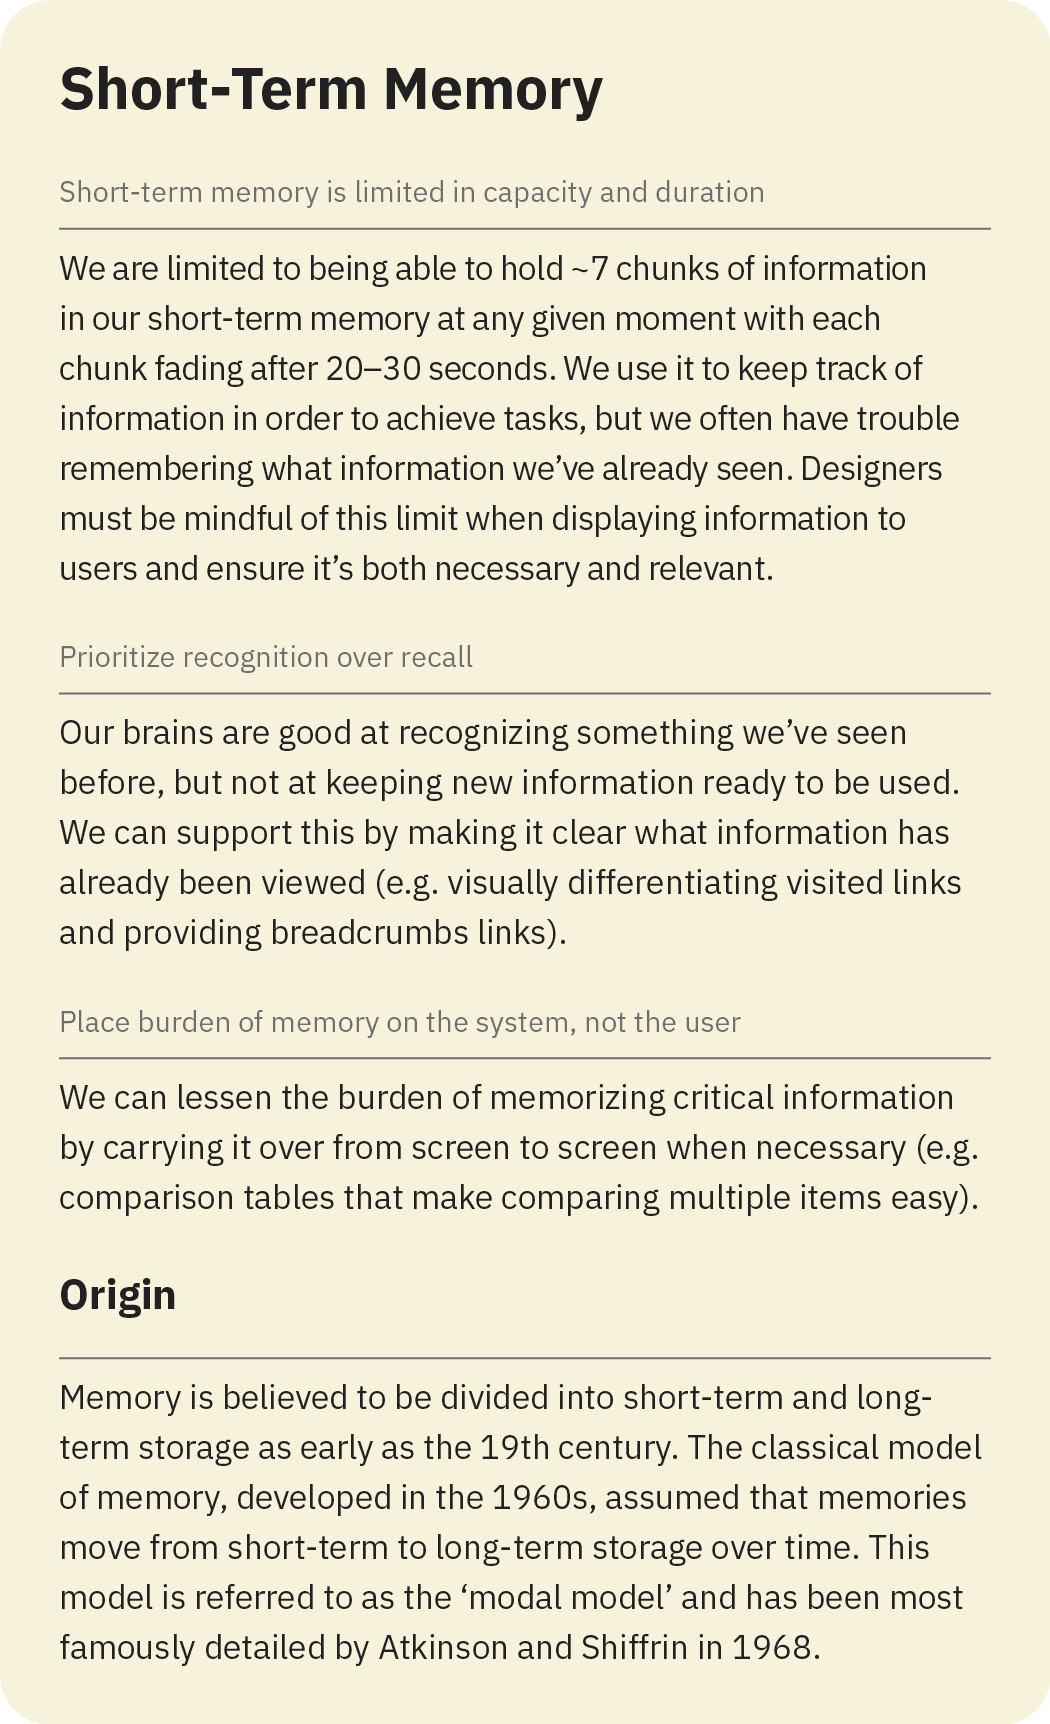 Short-Term Memory
Short-term memory is limited in capacity and duration
We are limited to being able to hold ~7 chunks of information
in our short-term memory at any given moment with each
chunk fading after 20–30 seconds. We use it to keep track of
information in order to achieve tasks, but we often have trouble
remembering what information we’ve already seen. Designers
must be mindful of this limit when displaying information to
users and ensure it’s both necessary and relevant.
Prioritize recognition over recall
Our brains are good at recognizing something we’ve seen
before, but not at keeping new information ready to be used.
We can support this by making it clear what information has
already been viewed (e.g. visually differentiating visited links
and providing breadcrumbs links).
Place burden of memory on the system, not the user
We can lessen the burden of memorizing critical information
by carrying it over from screen to screen when necessary (e.g.
comparison tables that make comparing multiple items easy).
Origin
Memory is believed to be divided into short-term and long-
term storage as early as the 19th century. The classical model
of memory, developed in the 1960s, assumed that memories
move from short-term to long-term storage over time. This
model is referred to as the ‘modal model’ and has been most
famously detailed by Atkinson and Shiffrin in 1968.